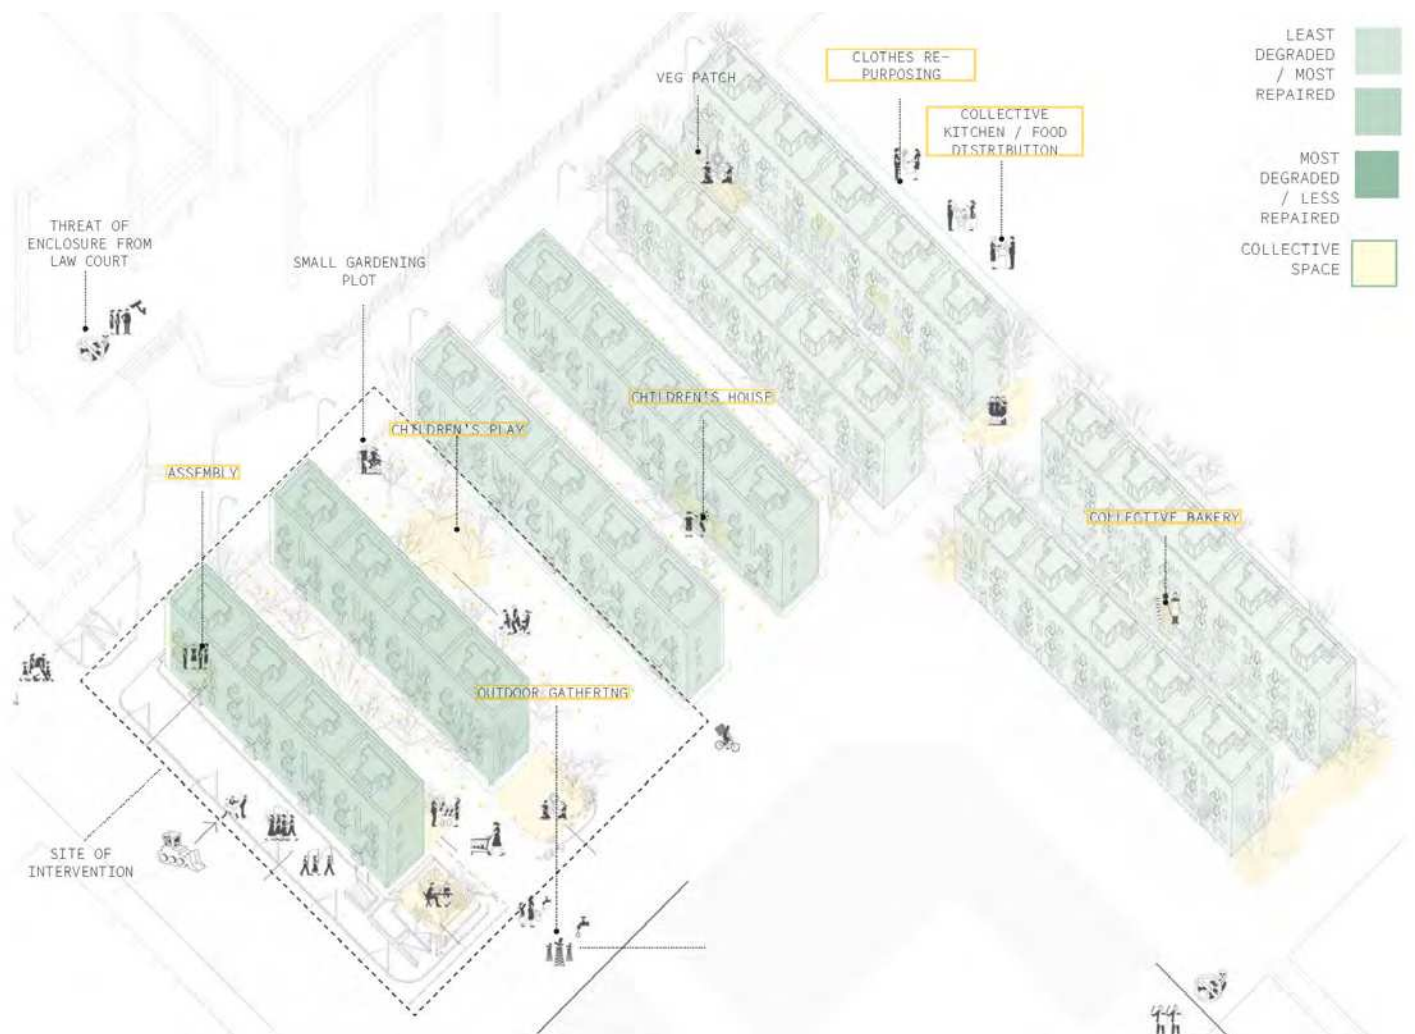 LEAST
DEGRADED
/ MOST
REPAIRED
MOST
DEGRADED
/ LESS
REPAIRED
COLLECTIVE
SPACE
CLOTHES RE-
PURPOSING
VEG PATCH
COLLECTIVE
KITCHEN / FOOD
DISTRIBUTION
THREAT OF
ENCLOSURE FROM
LAW COURT
SMALL GARDENING
PLOT
CHILDREN'S HOUSE
CHILDREN'S PLAY
ASSEMBLY
COLLECTIVE BAKERY
OUTDOOR GATHERING
SITE OF
INTERVENTION